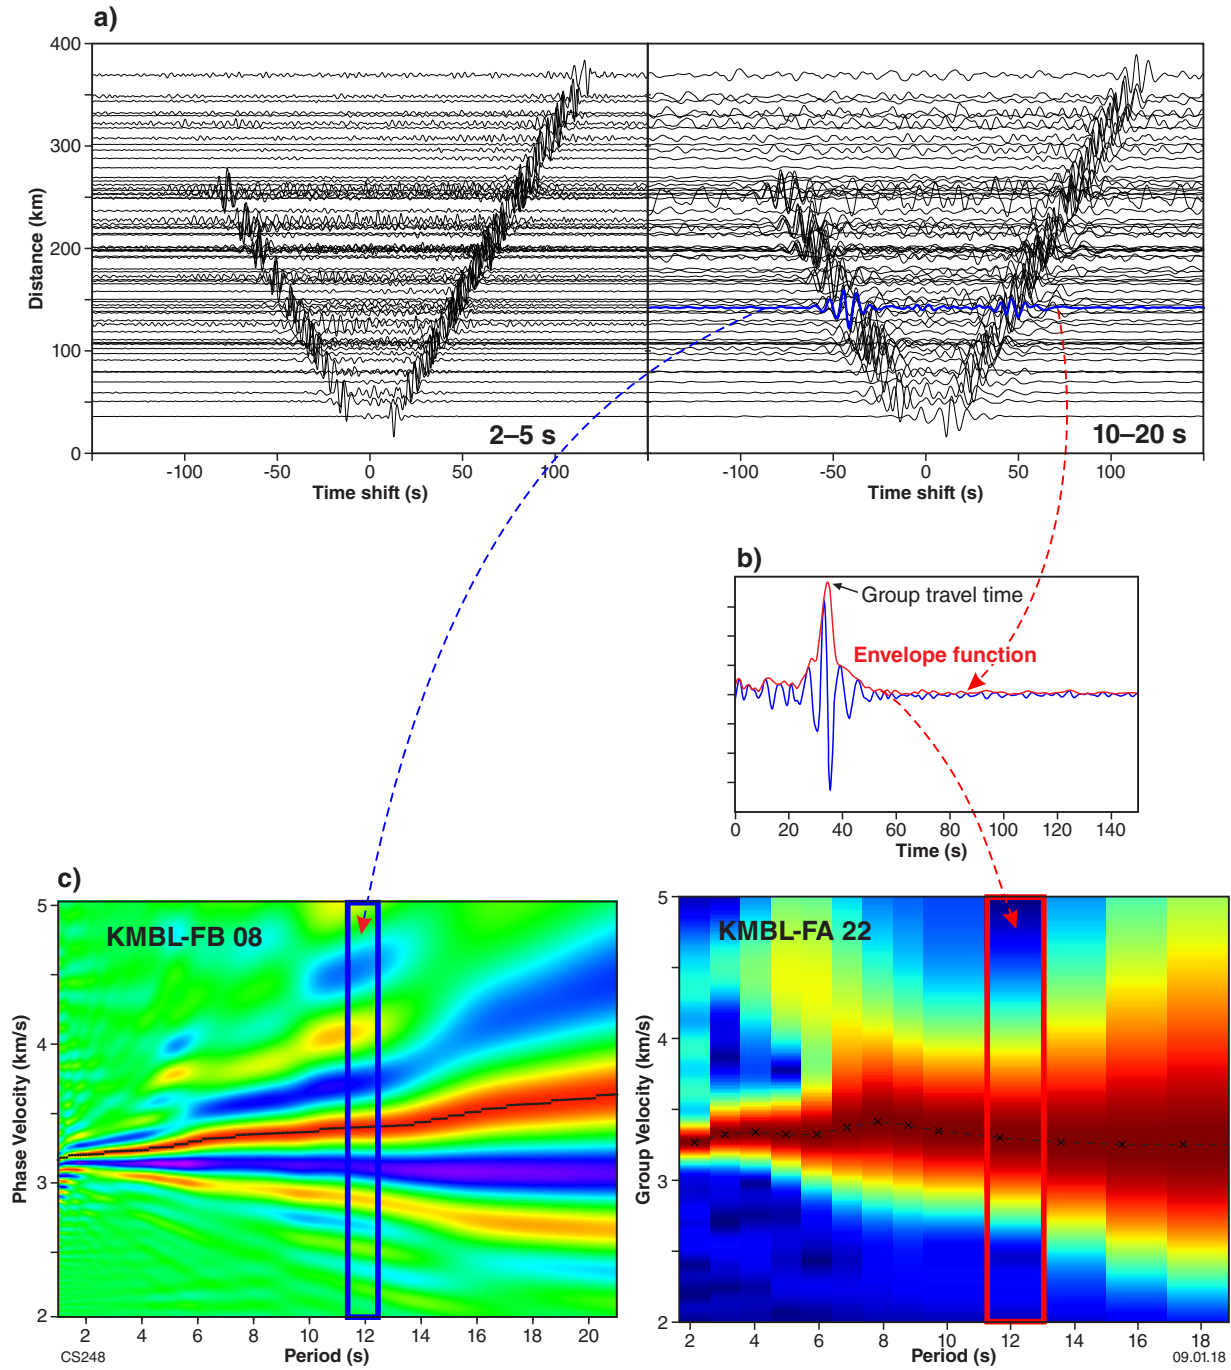 a)
400
300
200
100
0
Distance (km)
2–5 s
10–20 s
-100 -50 0 50 100
-100 -50 0 50 100
Time shift (s)
Time shift (s)
b)
Group travel time
Envelope function
0 20 40 60 80 100 120 140
Time (s)
c)
5
4
3
2
Phase Velocity (km/s)
KMBL-FB 08
2 4 6 8 10 12 14 16 18 20
Period (s)
CS248
5
4
3
2
Group Velocity (km/s)
KMBL-FA 22
2 4 6 8 10 12 14 16 18
Period (s)
09.01.18